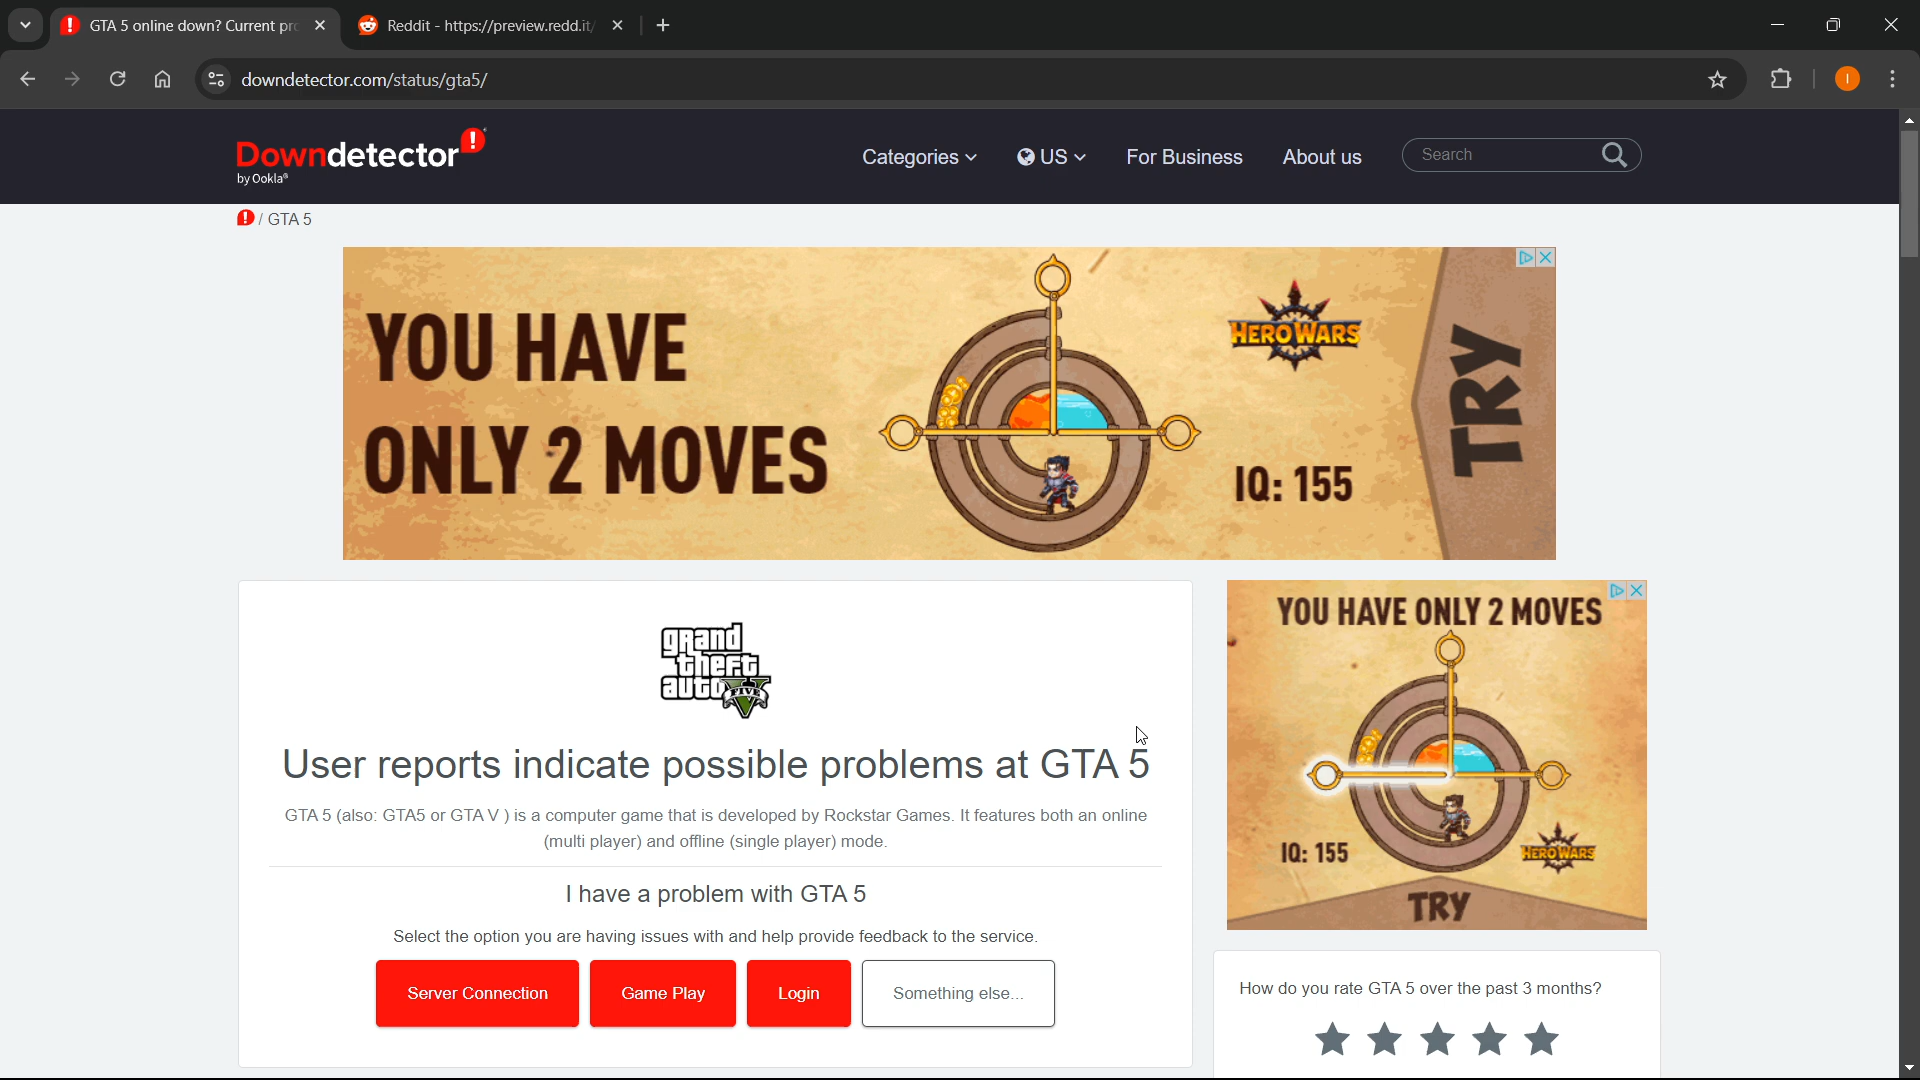 GTA 5 online down? Current pro
Reddit - https://preview.redd.it/
downdetector.com/status/gta5/
I
Downdetector
by Ookla®
Categories
US
For Business
About us
Search
/ GTA 5
YOU HAVE
ONLY 2 MOVES
HERO WARS
IQ: 155
TRY
grand
theft
auto
FIVE
User reports indicate possible problems at GTA 5
GTA 5 (also: GTA5 or GTA V ) is a computer game that is developed by Rockstar Games. It features both an online
(multi player) and offline (single player) mode.
I have a problem with GTA 5
Select the option you are having issues with and help provide feedback to the service.
Server Connection
Game Play
Login
Something else...
YOU HAVE ONLY 2 MOVES
IQ: 155
HERO WARS
TRY
How do you rate GTA 5 over the past 3 months?